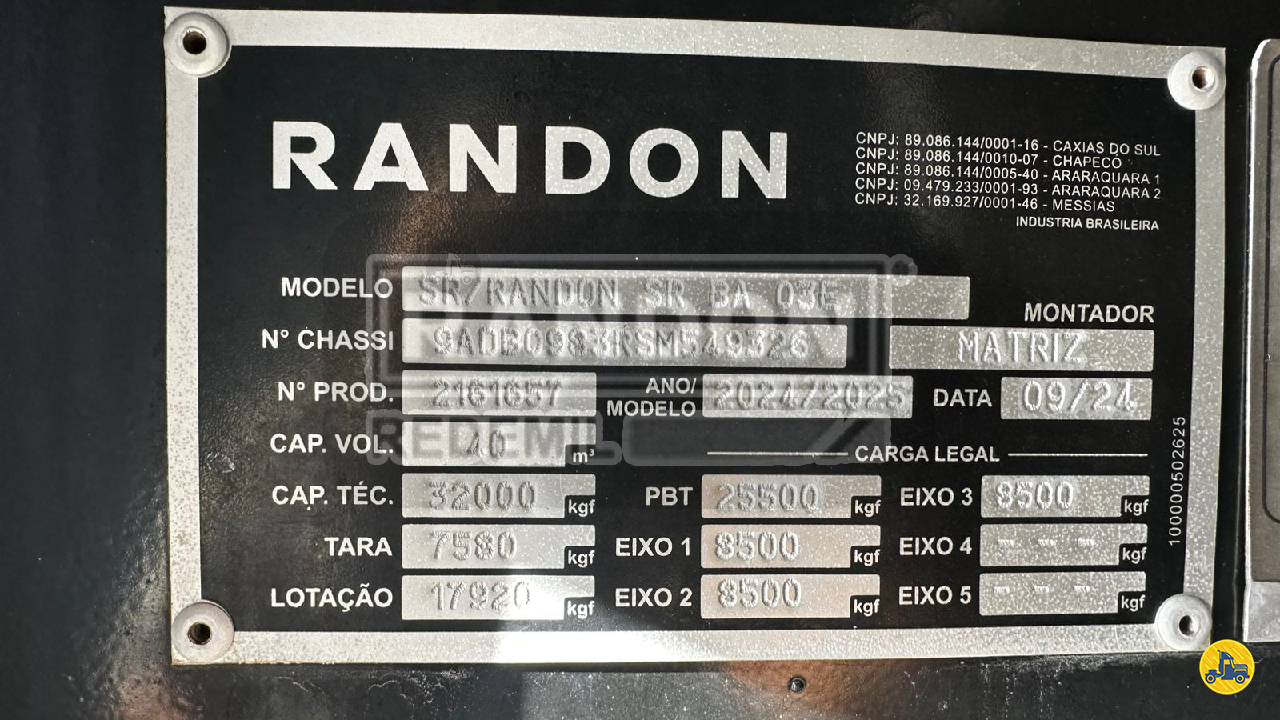 RANDON
CNPJ: 89.086.144/0001-16 - CAXIAS DO SUL
CNPJ: 89.086.144/0010-07 - CHAPECÓ
CNPJ: 89.086.144/0005-40 - ARARAQUARA 1
CNPJ: 09.479.233/0001-93 - ARARAQUARA 2
CNPJ: 32.169.927/0001-46 - MESSIAS
INDUSTRIA BRASILEIRA
MODELO SR/RANDON SR BA 03E
MONTADOR
N° CHASSI 9ADB0983RSM549326 MATRIZ
N° PROD. 2161657 ANO/MODELO 2024/2025 DATA 09/24
CAP. VOL. 40 m³ CARGA LEGAL
CAP. TÉC. 32000 kgf PBT 25500 kgf EIXO 3 8500 kgf
TARA 7580 kgf EIXO 1 8500 kgf EIXO 4 --- kgf
LOTAÇÃO 17920 kgf EIXO 2 8500 kgf EIXO 5 --- kgf
100000502625
RANDON
REDEMIL